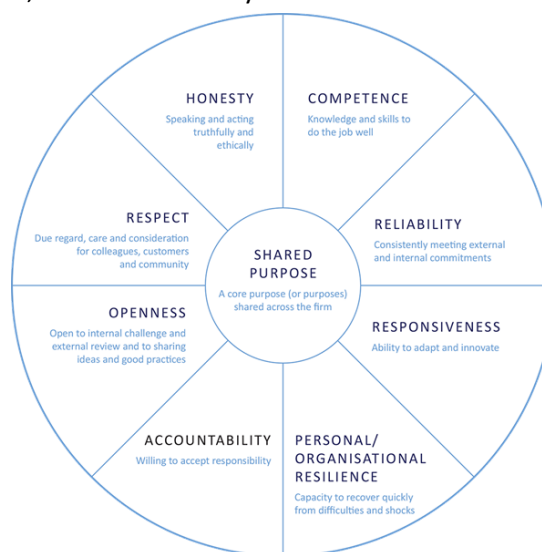 HONESTY
Speaking and acting
truthfully and
ethically
COMPETENCE
Knowledge and skills to
do the job well
RESPECT
Due regard, care and consideration
for colleagues, customers
and community
RELIABILITY
Consistently meeting external
and internal commitments
SHARED
PURPOSE
A core purpose (or purposes)
shared across the firm
OPENNESS
Open to internal challenge and
external review and to sharing
ideas and good practices
RESPONSIVENESS
Ability to adapt and innovate
ACCOUNTABILITY
Willing to accept responsibility
PERSONAL/
ORGANISATIONAL
RESILIENCE
Capacity to recover quickly
from difficulties and shocks